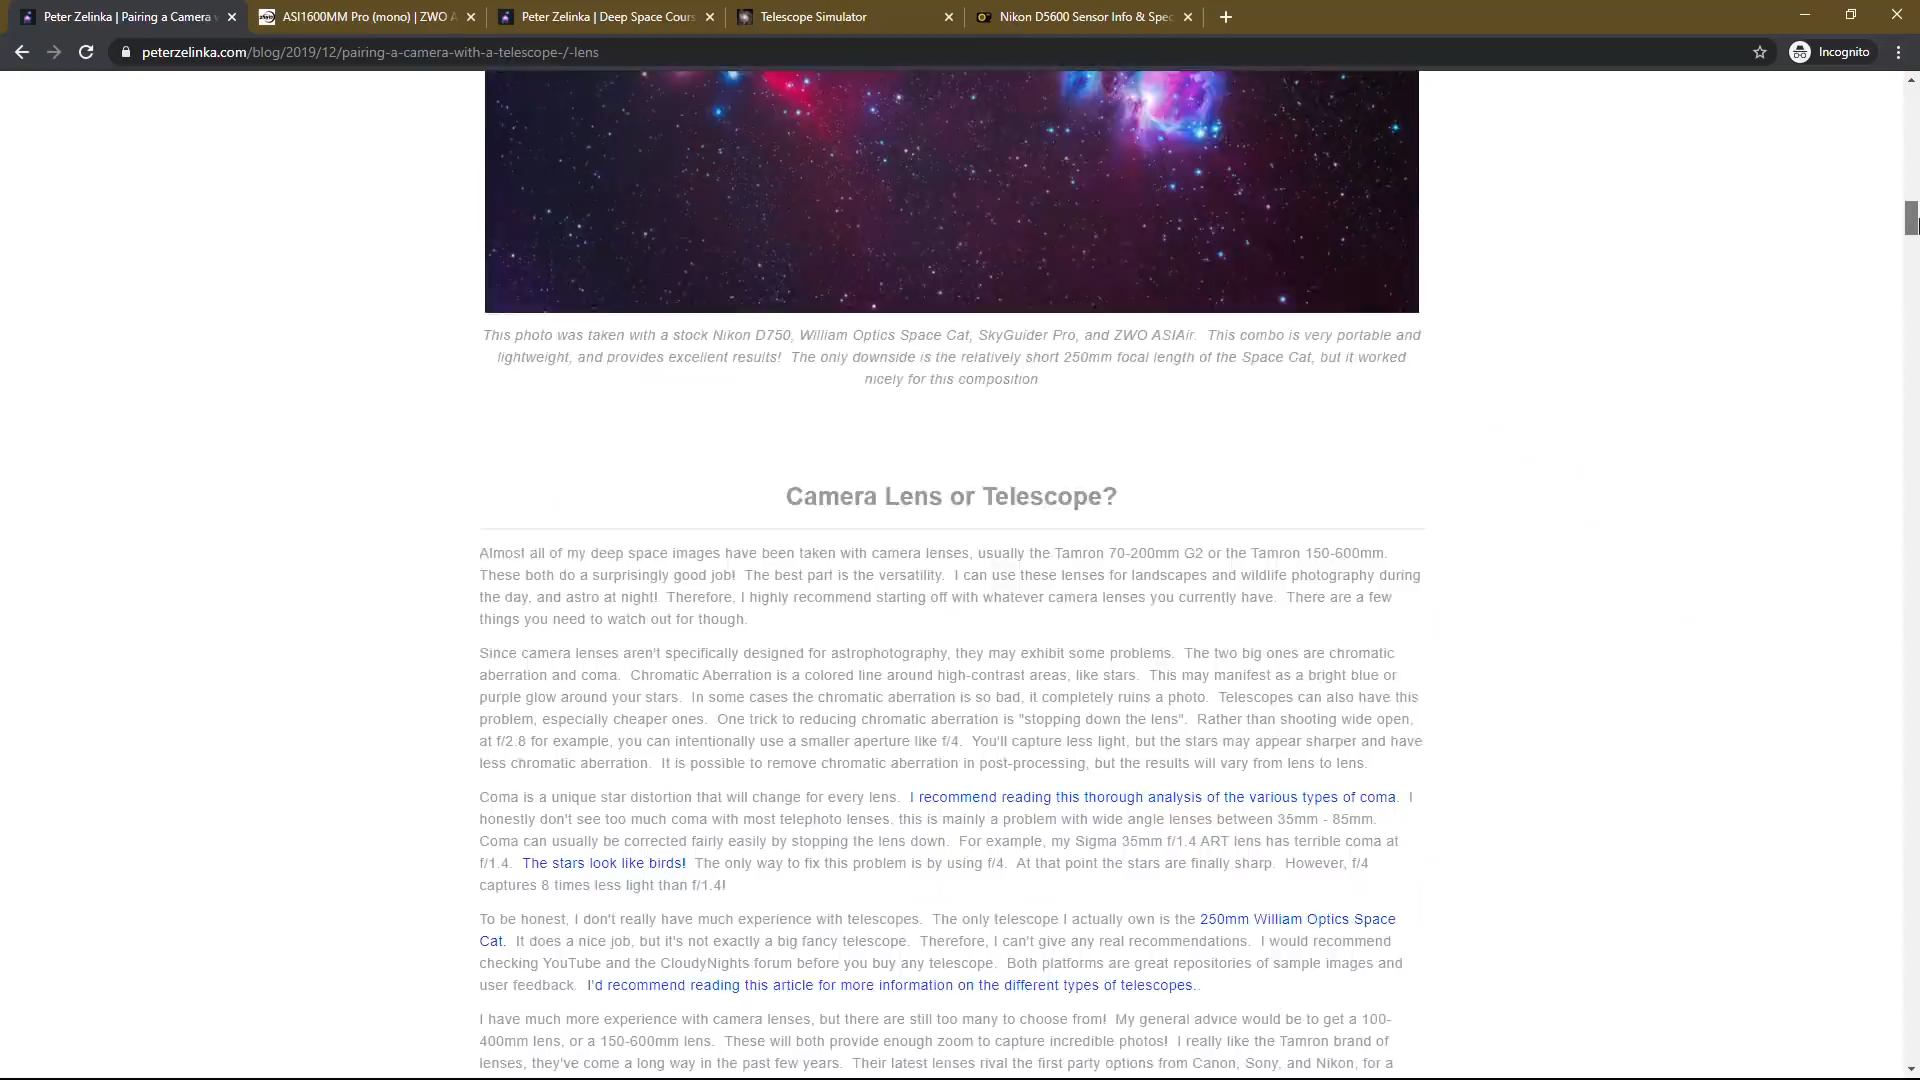 Peter Zelinka | Pairing a Camera
ASI1600MM Pro (mono) | ZWO A
Peter Zelinka | Deep Space Cours
Telescope Simulator
Nikon D5600 Sensor Info & Spec
peterzelinka.com/blog/2019/12/pairing-a-camera-with-a-telescope-/-lens
Incognito
This photo was taken with a stock Nikon D750, William Optics Space Cat, SkyGuider Pro, and ZWO ASIAir. This combo is very portable and
lightweight, and provides excellent results! The only downside is the relatively short 250mm focal length of the Space Cat, but it worked
nicely for this composition
Camera Lens or Telescope?
Almost all of my deep space images have been taken with camera lenses, usually the Tamron 70-200mm G2 or the Tamron 150-600mm.
These both do a surprisingly good job! The best part is the versatility. I can use these lenses for landscapes and wildlife photography during
the day, and astro at night! Therefore, I highly recommend starting off with whatever camera lenses you currently have. There are a few
things you need to watch out for though.
Since camera lenses aren't specifically designed for astrophotography, they may exhibit some problems. The two big ones are chromatic
aberration and coma. Chromatic Aberration is a colored line around high-contrast areas, like stars. This may manifest as a bright blue or
purple glow around your stars. In some cases the chromatic aberration is so bad, it completely ruins a photo. Telescopes can also have this
problem, especially cheaper ones. One trick to reducing chromatic aberration is "stopping down the lens". Rather than shooting wide open,
at f/2.8 for example, you can intentionally use a smaller aperture like f/4. You'll capture less light, but the stars may appear sharper and have
less chromatic aberration. It is possible to remove chromatic aberration in post-processing, but the results will vary from lens to lens.
Coma is a unique star distortion that will change for every lens. I recommend reading this thorough analysis of the various types of coma. I
honestly don't see too much coma with most telephoto lenses, this is mainly a problem with wide angle lenses between 35mm - 85mm.
Coma can usually be corrected fairly easily by stopping the lens down. For example, my Sigma 35mm f/1.4 ART lens has terrible coma at
f/1.4. The stars look like birds! The only way to fix this problem is by using f/4. At that point the stars are finally sharp. However, f/4
captures 8 times less light than f/1.4!
To be honest, I don't really have much experience with telescopes. The only telescope I actually own is the 250mm William Optics Space
Cat. It does a nice job, but it's not exactly a big fancy telescope. Therefore, I can't give any real recommendations. I would recommend
checking YouTube and the CloudyNights forum before you buy any telescope. Both platforms are great repositories of sample images and
user feedback. I'd recommend reading this article for more information on the different types of telescopes..
I have much more experience with camera lenses, but there are still too many to choose from! My general advice would be to get a 100-
400mm lens, or a 150-600mm lens. These will both provide enough zoom to capture incredible photos! I really like the Tamron brand of
lenses, they've come a long way in the past few years. Their latest lenses rival the first party options from Canon, Sony, and Nikon, for a